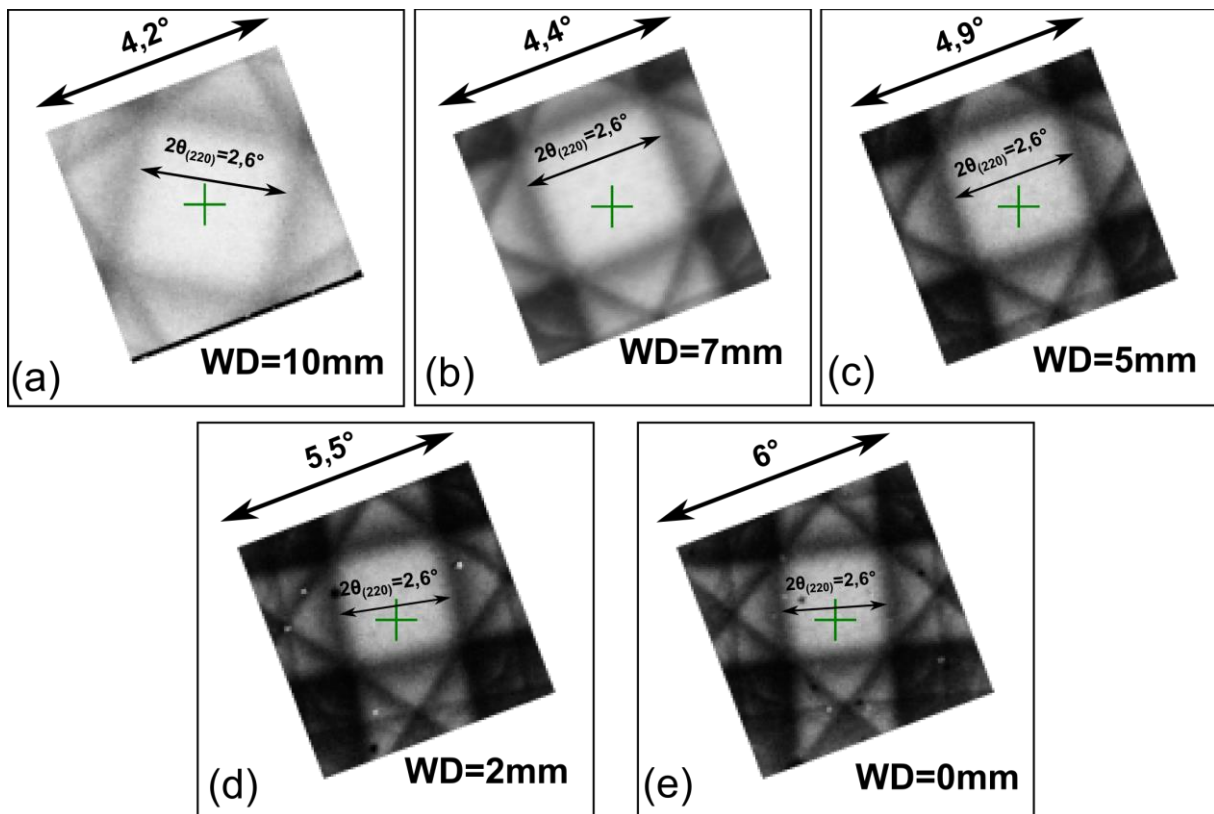 4,2°
2θ(220)=2,6°
WD=10mm
(a)
4,4°
2θ(220)=2,6°
WD=7mm
(b)
4,9°
2θ(220)=2,6°
WD=5mm
(c)
5,5°
2θ(220)=2,6°
WD=2mm
(d)
6°
2θ(220)=2,6°
WD=0mm
(e)